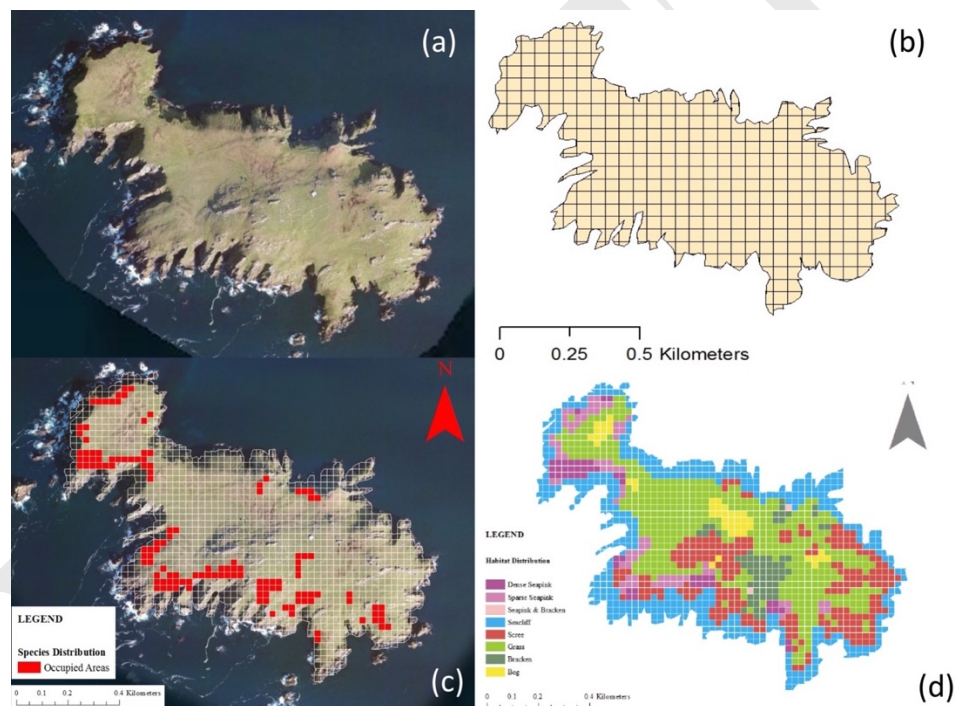 (a)
(b)
0 0.25 0.5 Kilometers
N
LEGEND
Species Distribution
Occupied Areas
0 0.1 0.2 0.4 Kilometers
(c)
LEGEND
Habitat Distribution
Dense Seapink
Sparse Seapink
Seapink & Bracken
Seacliff
Scree
Grass
Bracken
Bog
0 0.1 0.2 0.4 Kilometers
(d)